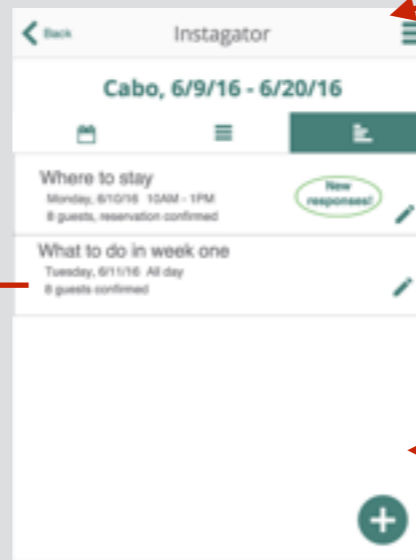 Back
Instagator
Cabo, 6/9/16 - 6/20/16
Where to stay
Monday, 6/10/16 10AM - 1PM
8 guests, reservation confirmed
New
responses!
What to do in week one
Tuesday, 6/11/16 All day
8 guests confirmed